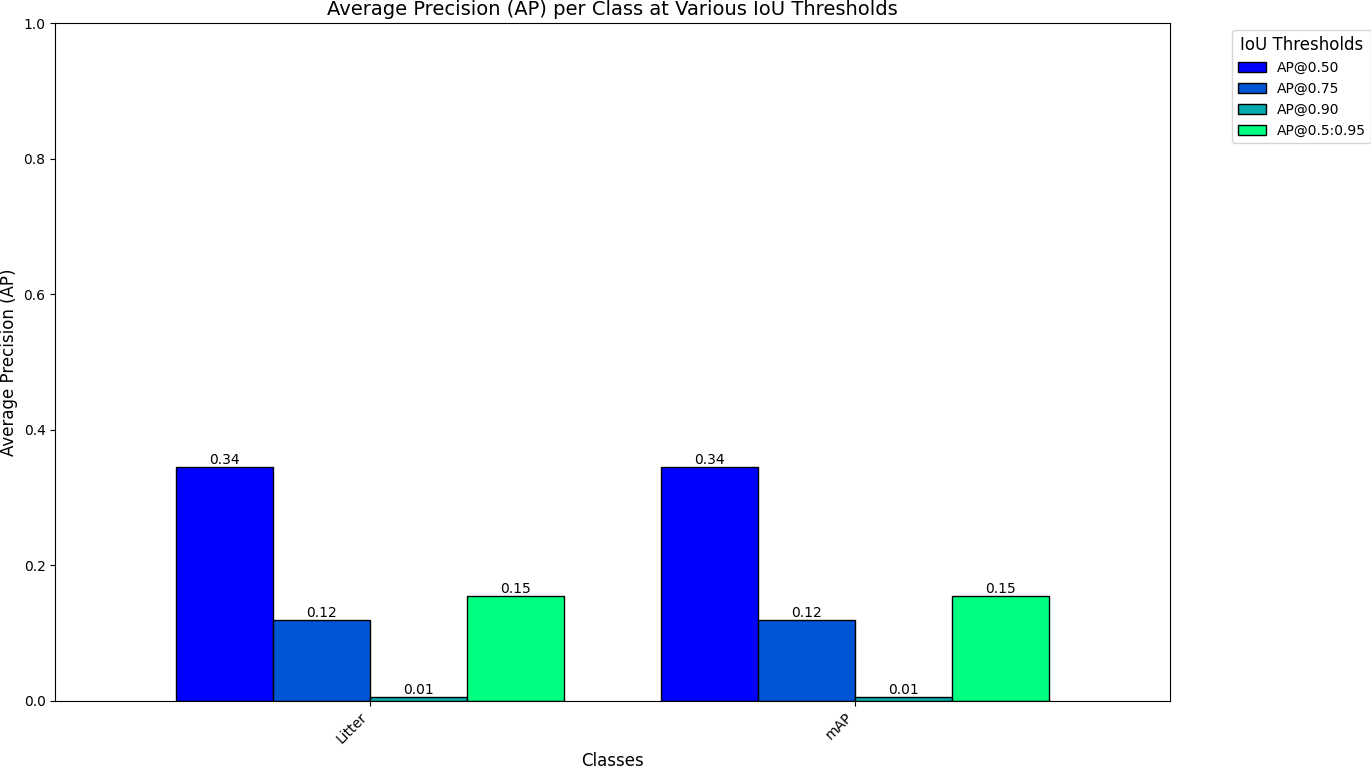 Average Precision (AP) per Class at Various IoU Thresholds
1.0
0.8
0.6
0.4
0.2
0.0
Average Precision (AP)
0.34
0.12
0.01
0.15
0.34
0.12
0.01
0.15
Litter
mAP
Classes
IoU Thresholds
AP@0.50
AP@0.75
AP@0.90
AP@0.5:0.95